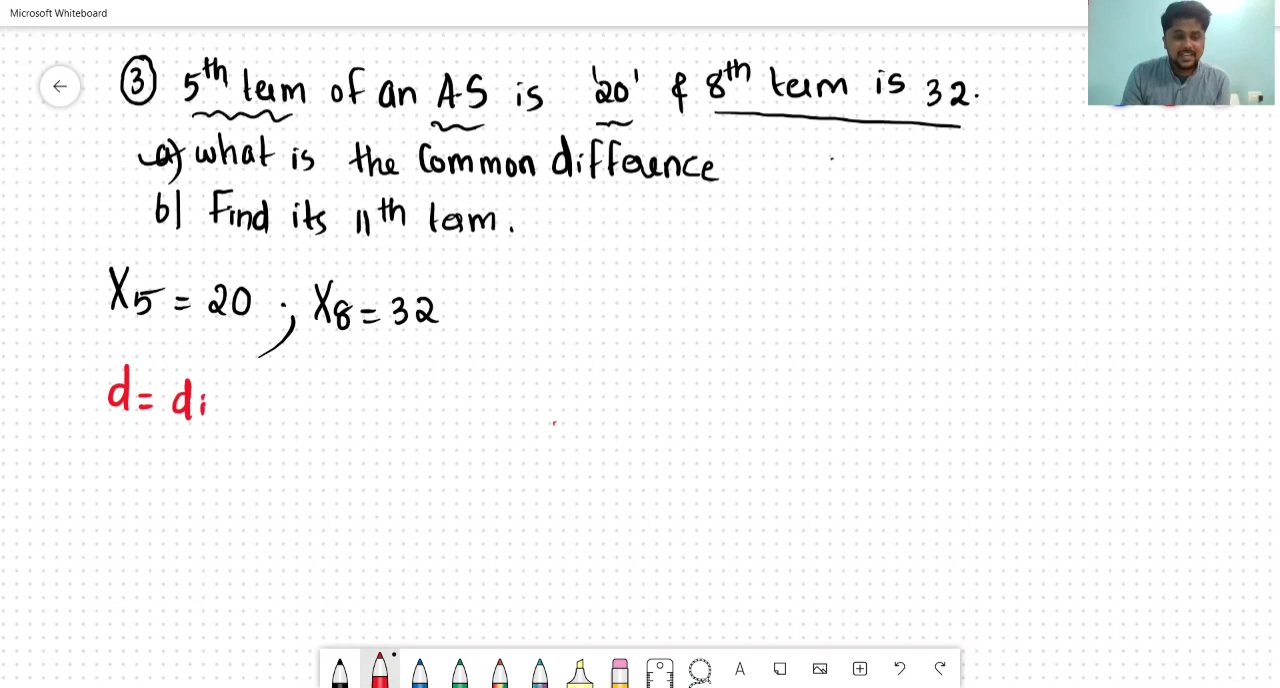 Microsoft Whiteboard
③ 5th term of an AS is '20' & 8th term is 32.
a) what is the Common difference
b) Find its 11th term.
X5 = 20 ; X8 = 32
d = di
A